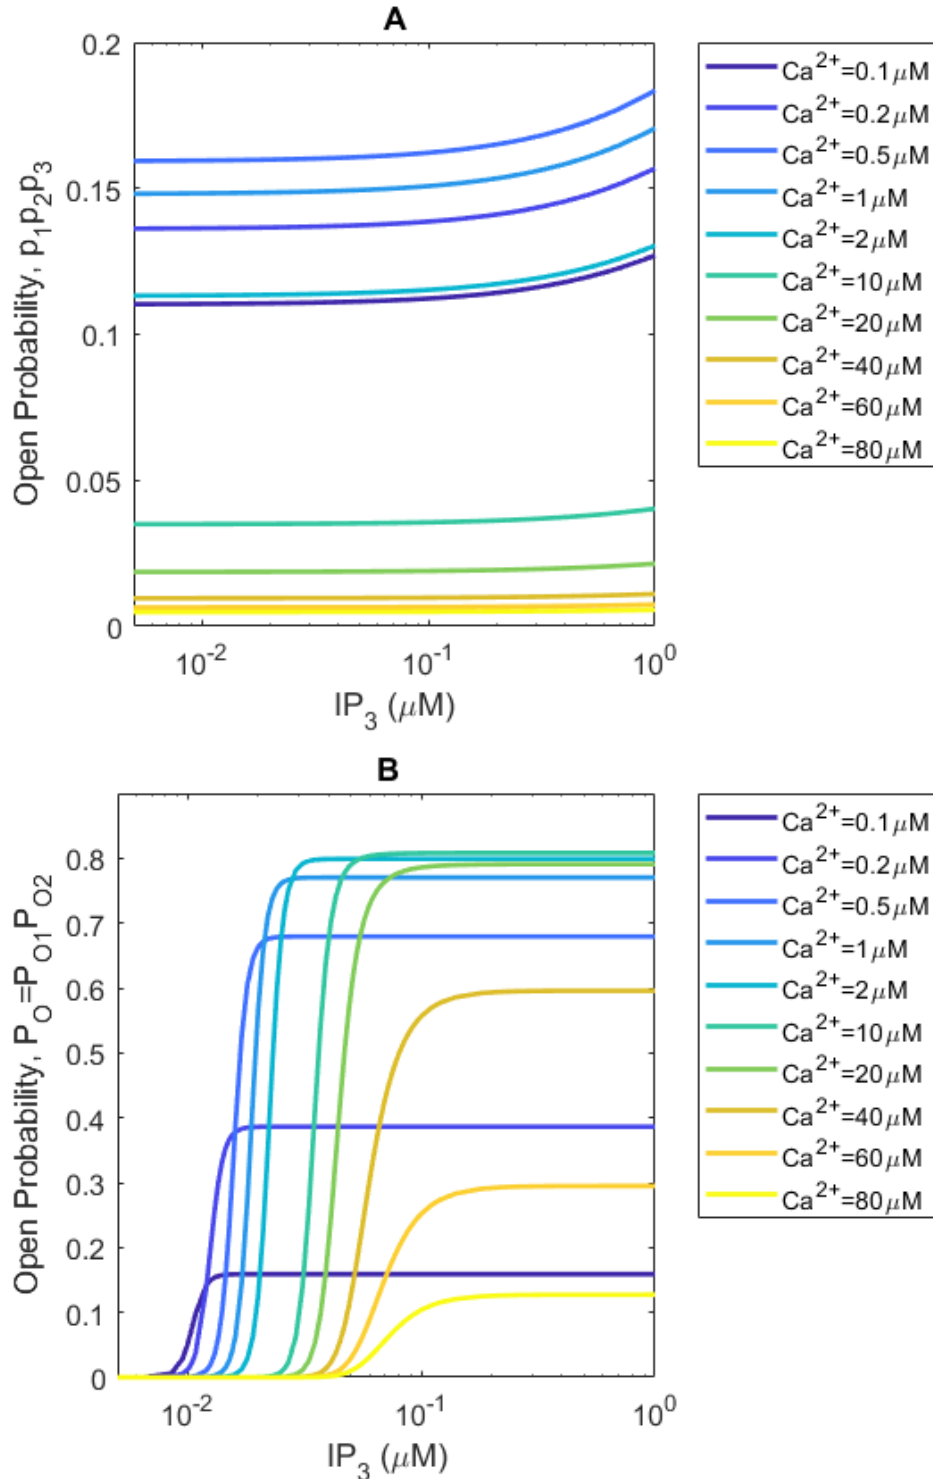 A
0.2
0.15
0.1
0.05
0
Open Probability, p₁p₂p₃
10⁻²
10⁻¹
10⁰
IP₃ (μM)
Ca²⁺=0.1μM
Ca²⁺=0.2μM
Ca²⁺=0.5μM
Ca²⁺=1μM
Ca²⁺=2μM
Ca²⁺=10μM
Ca²⁺=20μM
Ca²⁺=40μM
Ca²⁺=60μM
Ca²⁺=80μM
B
0.8
0.7
0.6
0.5
0.4
0.3
0.2
0.1
0
Open Probability, P_O=P_O1P_O2
10⁻²
10⁻¹
10⁰
IP₃ (μM)
Ca²⁺=0.1μM
Ca²⁺=0.2μM
Ca²⁺=0.5μM
Ca²⁺=1μM
Ca²⁺=2μM
Ca²⁺=10μM
Ca²⁺=20μM
Ca²⁺=40μM
Ca²⁺=60μM
Ca²⁺=80μM